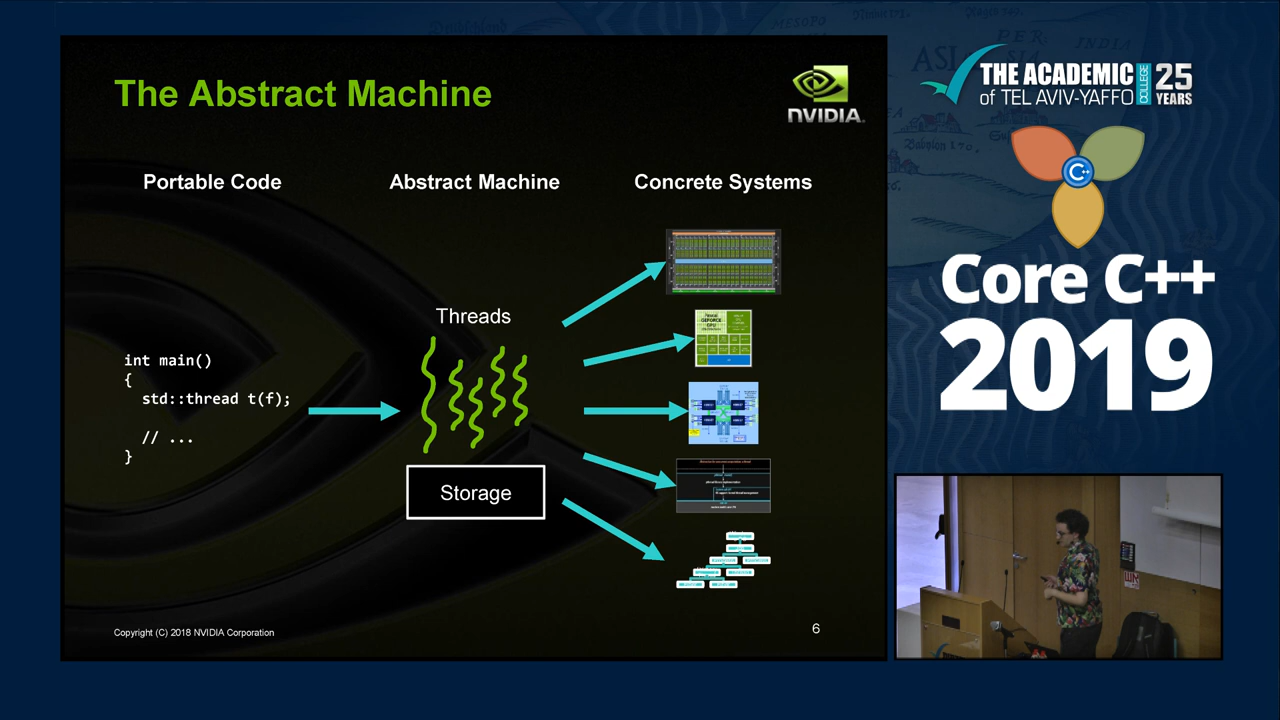 The Abstract Machine
NVIDIA.
Portable Code
Abstract Machine
Concrete Systems
Threads
int main()
{
std::thread t(f);
// ...
}
Storage
Copyright (C) 2018 NVIDIA Corporation
6
THE ACADEMIC
of TEL AVIV-YAFFO
COLLEGE
25
YEARS
C++
Core C++
2019